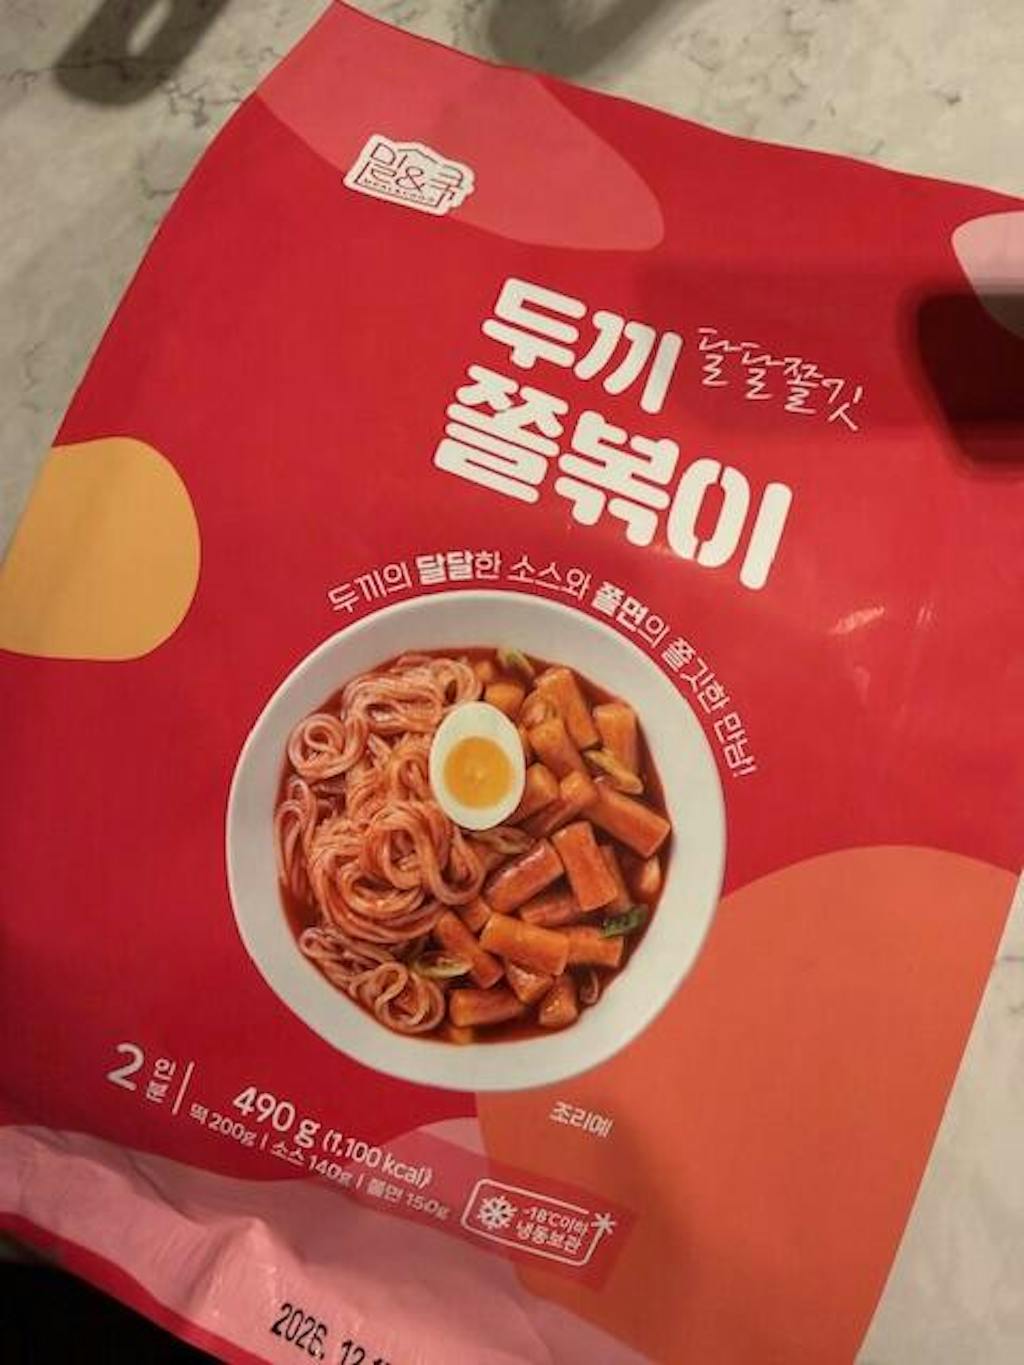 밀&쿡
두끼 달달쫄깃
쫄볶이
두끼의 달달한 소스와 쫄면의 쫄깃한 만남!
2인분
490 g (1,100 kcal)
떡 200g | 소스 140g | 쫄면 150g
조리예
-18℃이하
냉동보관
2026. 12.